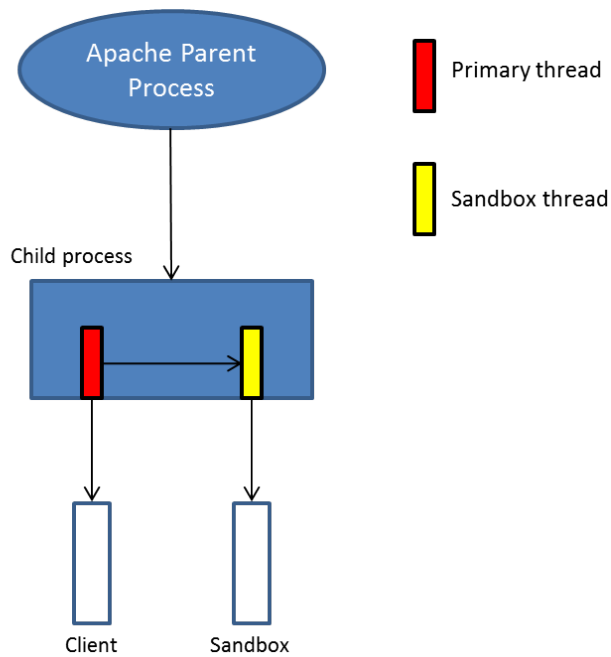 Apache Parent
Process
Primary thread
Sandbox thread
Child process
Client
Sandbox